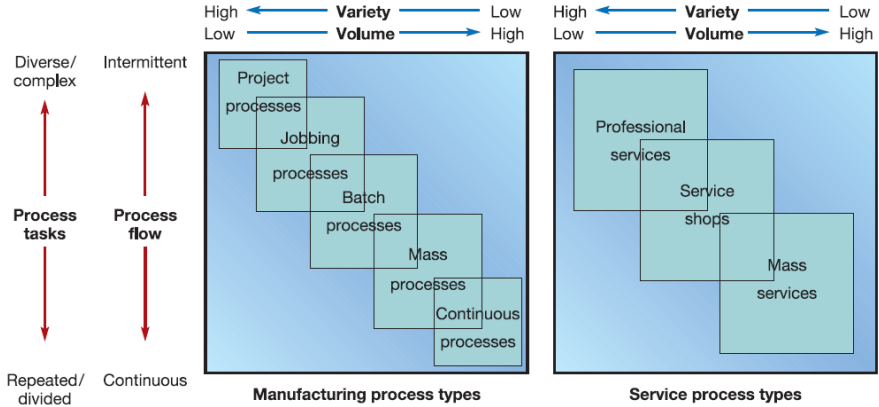 High Variety Low
Low Volume High
High Variety Low
Low Volume High
Diverse/
complex
Intermittent
Process
tasks
Process
flow
Repeated/
divided
Continuous
Project
processes
Jobbing
processes
Batch
processes
Mass
processes
Continuous
processes
Manufacturing process types
Professional
services
Service
shops
Mass
services
Service process types